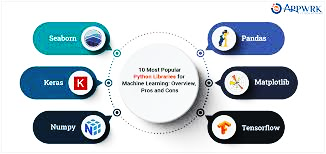 ARPWRK
Seaborn
Pandas
10 Most Popular
Python Libraries for
Machine Learning: Overview,
Pros and Cons
Keras
K
Matplotlib
Numpy
Tensorflow